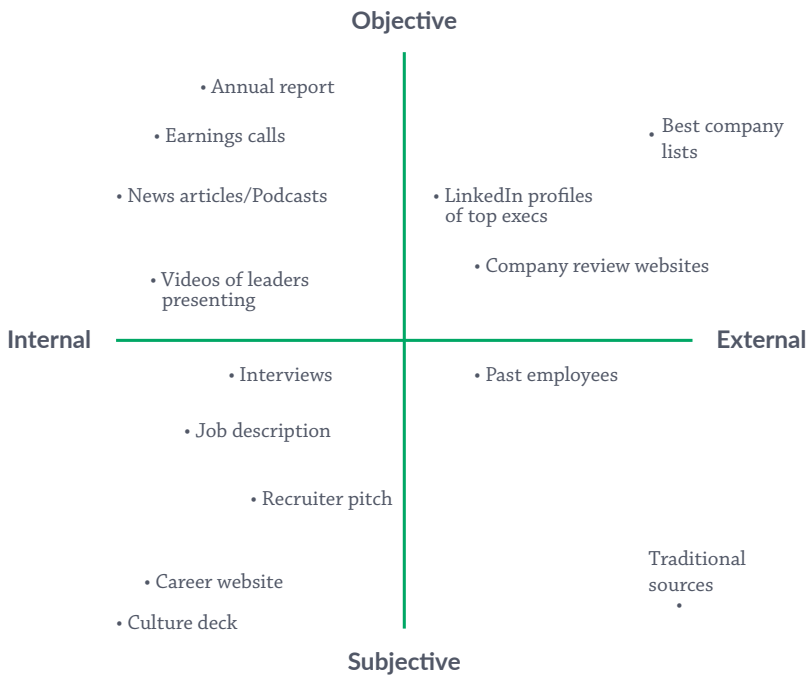 Objective
• Annual report
• Earnings calls
• Best company
lists
• News articles/Podcasts
• LinkedIn profiles
of top execs
• Company review websites
• Videos of leaders
presenting
Internal
External
• Interviews
• Past employees
• Job description
• Recruiter pitch
Traditional
sources
•
• Career website
• Culture deck
Subjective